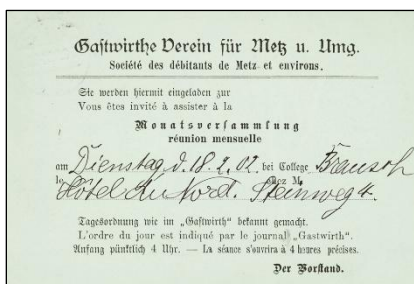 Gastwirthe Verein für Metz u. Umg.
Société des débitants de Metz et environs.
Sie werden hiermit eingeladen zur
Vous êtes invité à assister à la
Monatsversammlung
réunion mensuelle
am Dienstag d. 18. 2. 02. bei College
le Chez M.
Hôtel du Nord. Steinweg
Tagesordnung wie im „Gastwirth" bekannt gemacht.
L'ordre du jour est indiqué par le journal „Gastwirth".
Anfang pünktlich 4 Uhr. — La séance s'ouvrira à 4 heures précises.
Der Vorstand.